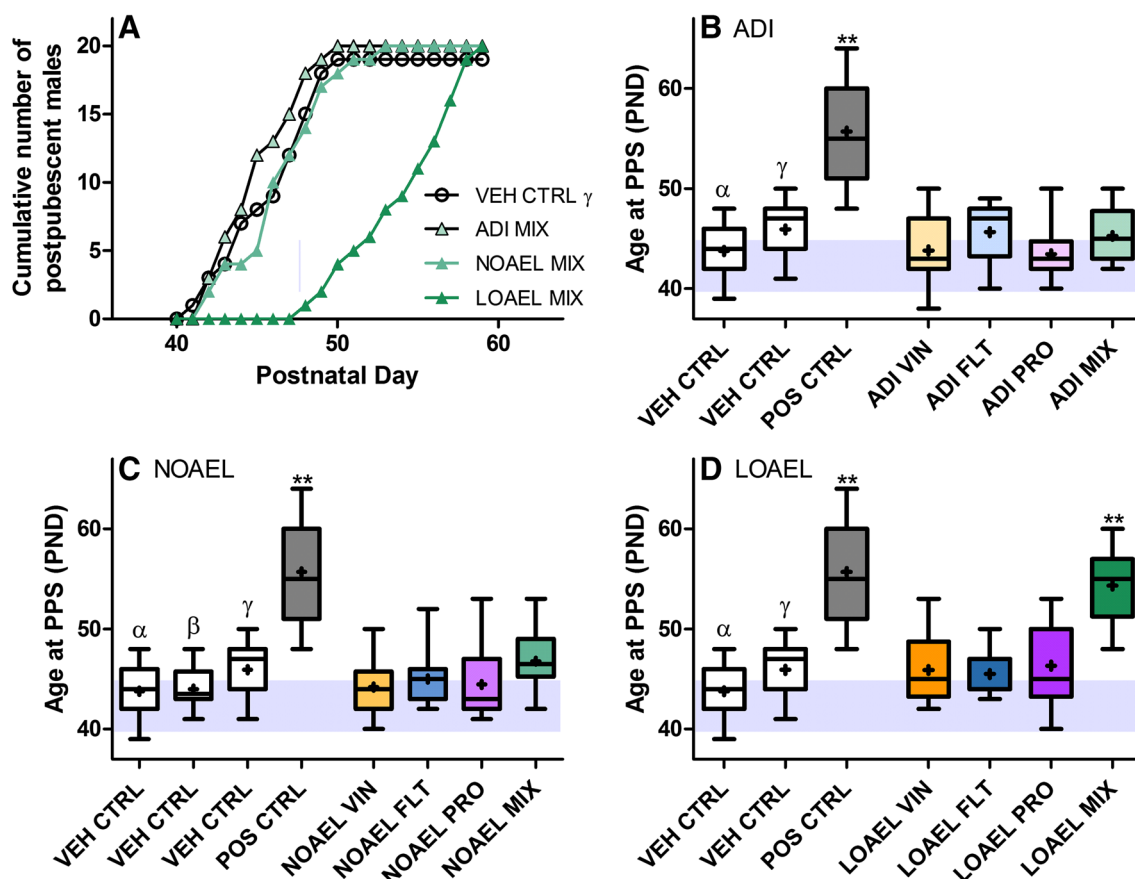 A
Cumulative number of
postpubescent males
20
15
10
5
0
40
50
60
Postnatal Day
VEH CTRL γ
ADI MIX
NOAEL MIX
LOAEL MIX
B ADI
Age at PPS (PND)
60
50
40
α
γ
**
VEH CTRL
VEH CTRL
POS CTRL
ADI VIN
ADI FLT
ADI PRO
ADI MIX
C NOAEL
Age at PPS (PND)
60
50
40
α
β
γ
**
VEH CTRL
VEH CTRL
VEH CTRL
POS CTRL
NOAEL VIN
NOAEL FLT
NOAEL PRO
NOAEL MIX
D LOAEL
Age at PPS (PND)
60
50
40
α
γ
**
**
VEH CTRL
VEH CTRL
POS CTRL
LOAEL VIN
LOAEL FLT
LOAEL PRO
LOAEL MIX